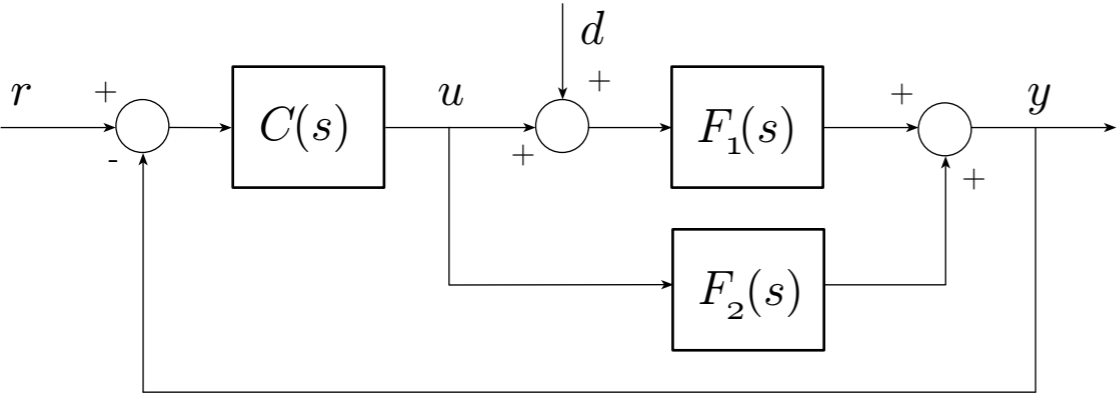 d
+
r
+
C(s)
u
F₁(s)
+
y
-
+
+
F₂(s)